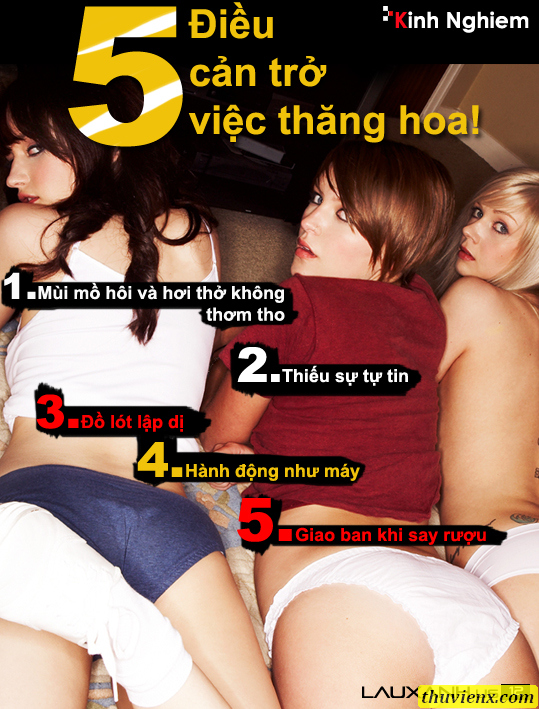 Kinh Nghiem
5 Điều
cản trở
việc thăng hoa!
1.Mùi mồ hôi và hơi thở không
thơm tho
2.Thiếu sự tự tin
3.Đồ lót lập dị
4.Hành động như máy
5.Giao ban khi say rượu
thuvienx.com